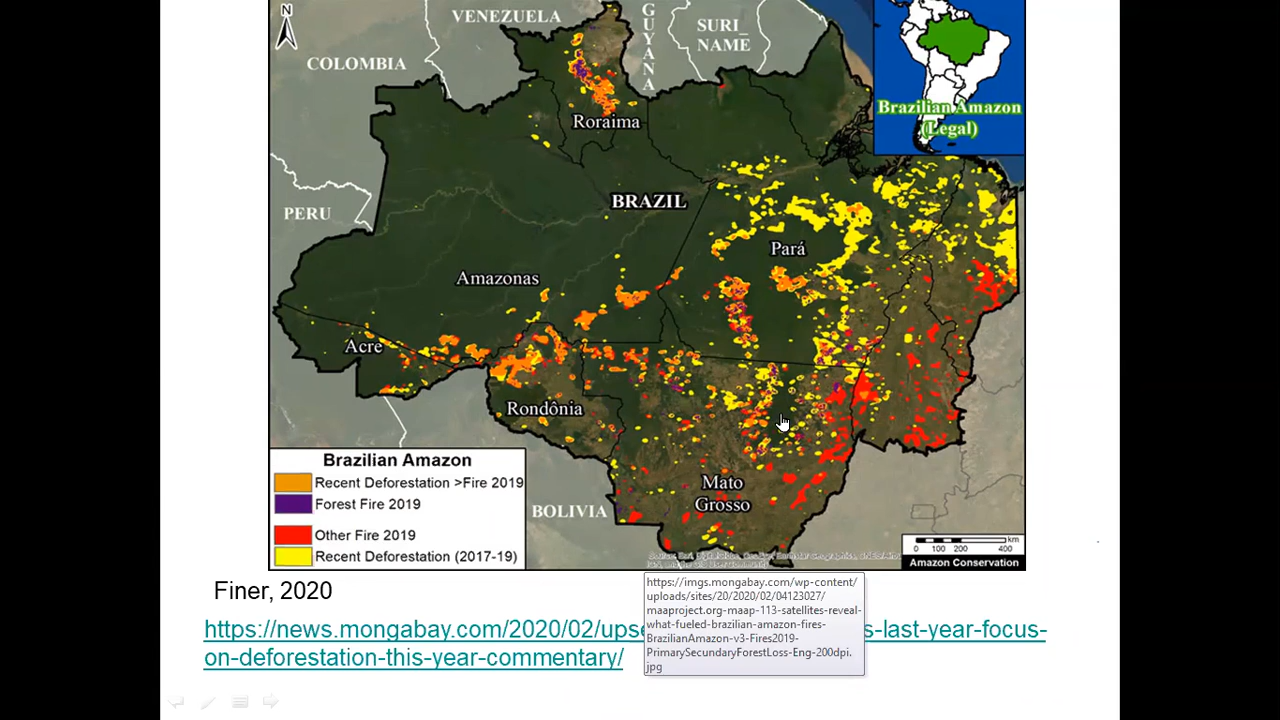 N
VENEZUELA
GUYANA
SURI_
NAME
COLOMBIA
Brazilian Amazon
(Legal)
Roraima
BRAZIL
PERU
Pará
Amazonas
Acre
Rondônia
Mato
Grosso
BOLIVIA
Brazilian Amazon
Recent Deforestation >Fire 2019
Forest Fire 2019
Other Fire 2019
Recent Deforestation (2017-19)
km
0 100 200 400
Amazon Conservation
Finer, 2020
https://imgs.mongabay.com/wp-content/
uploads/sites/20/2020/02/04123027/
maaproject.org-maap-113-satellites-reveal-
what-fueled-brazilian-amazon-fires-
BrazilianAmazon-v3-Fires2019-
PrimarySecundaryForestLoss-Eng-200dpi.
jpg
https://news.mongabay.com/2020/02/upse s-last-year-focus-
on-deforestation-this-year-commentary/